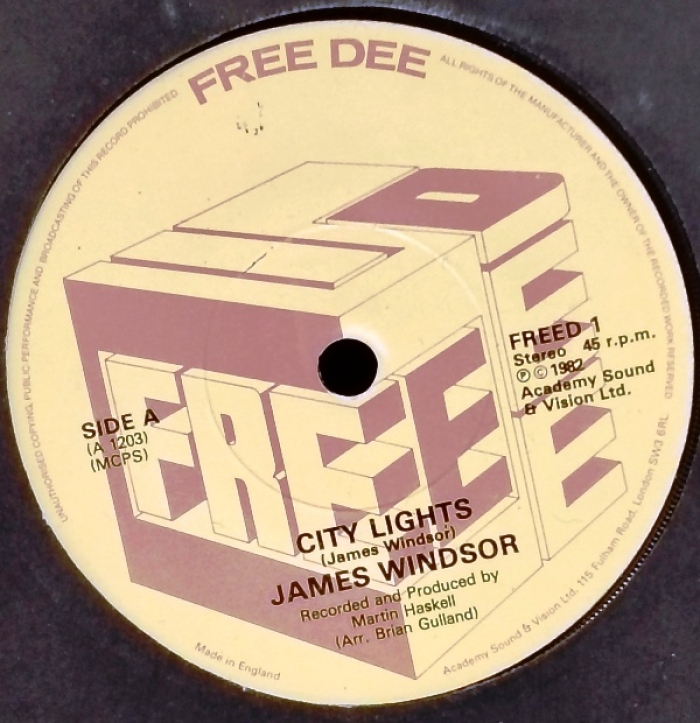 FREE DEE
UNAUTHORISED COPYING, PUBLIC PERFORMANCE AND BROADCASTING OF THIS RECORD PROHIBITED
ALL RIGHTS OF THE MANUFACTURER AND THE OWNER OF THE RECORDED WORK RESERVED
DEE
FREE
FREED 1
Stereo 45 r.p.m.
℗ © 1982
Academy Sound
& Vision Ltd.
SIDE A
(A 1203)
(MCPS)
CITY LIGHTS
(James Windsor)
JAMES WINDSOR
Recorded and Produced by
Martin Haskell
(Arr. Brian Gulland)
Made in England
Academy Sound & Vision Ltd. 115 Fulham Road, London SW3 6RL